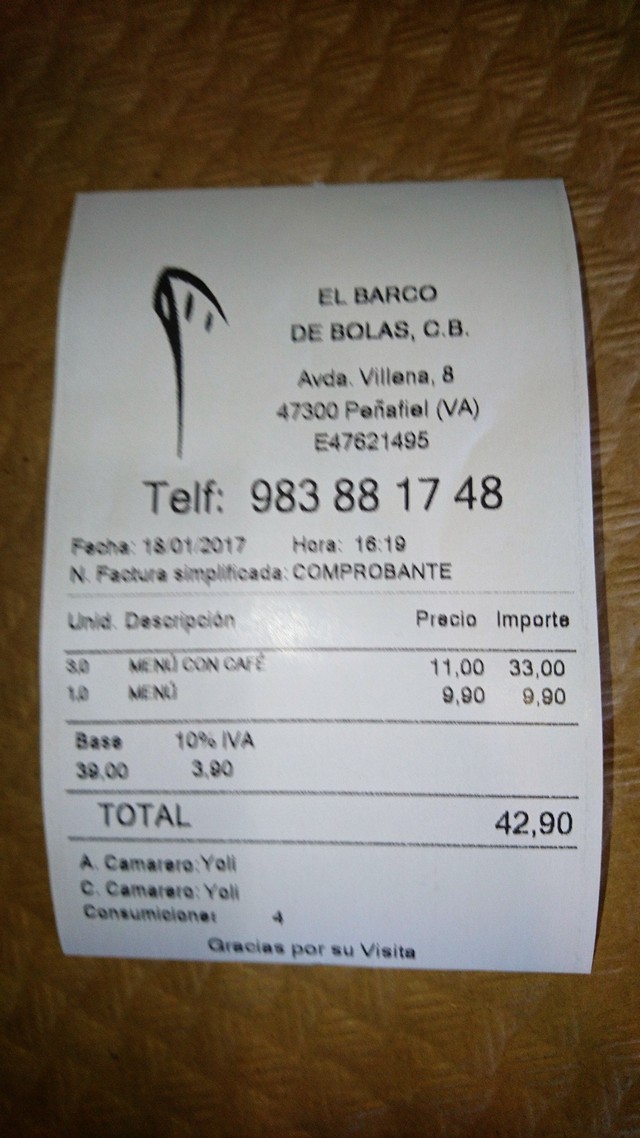 EL BARCO
DE BOLAS, C.B.
Avda. Villena, 8
47300 Peñafiel (VA)
E47621495
Telf: 983 88 17 48
Fecha: 18/01/2017 Hora: 16:19
N. Factura simplificada: COMPROBANTE
Unid. Descripción Precio Importe
3,0 MENÚ CON CAFÉ 11,00 33,00
1,0 MENÚ 9,90 9,90
Base 10% IVA
39,00 3,90
TOTAL 42,90
A. Camarero: Yoli
C. Camarero: Yoli
Consumiciones 4
Gracias por su Visita